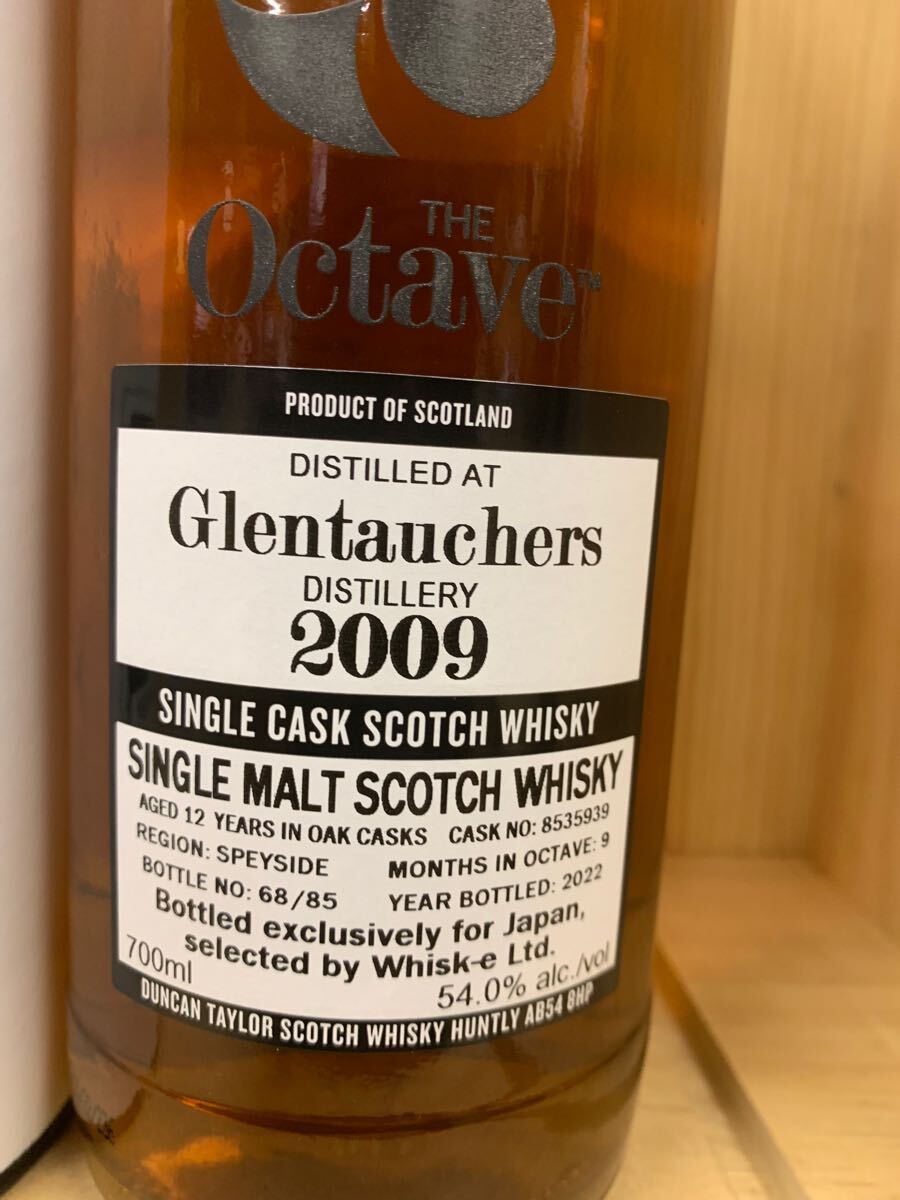 THE
Octave™
PRODUCT OF SCOTLAND
DISTILLED AT
Glentauchers
DISTILLERY
2009
SINGLE CASK SCOTCH WHISKY
SINGLE MALT SCOTCH WHISKY
AGED 12 YEARS IN OAK CASKS CASK NO: 8535939
REGION: SPEYSIDE MONTHS IN OCTAVE: 9
BOTTLE NO: 68/85 YEAR BOTTLED: 2022
Bottled exclusively for Japan,
selected by Whisk-e Ltd.
700ml 54.0% alc./vol
DUNCAN TAYLOR SCOTCH WHISKY HUNTLY AB54 8HP